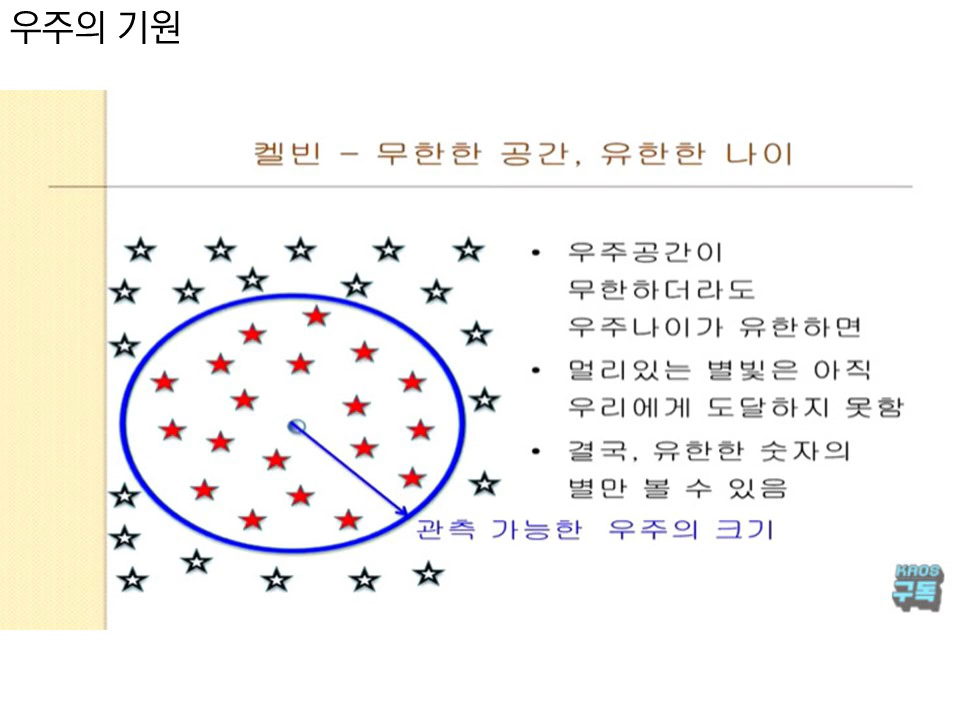 우주의 기원
켈빈 – 무한한 공간, 유한한 나이
• 우주공간이
무한하더라도
우주나이가 유한하면
• 멀리있는 별빛은 아직
우리에게 도달하지 못함
• 결국, 유한한 숫자의
별만 볼 수 있음
관측 가능한 우주의 크기
KAOS
구독